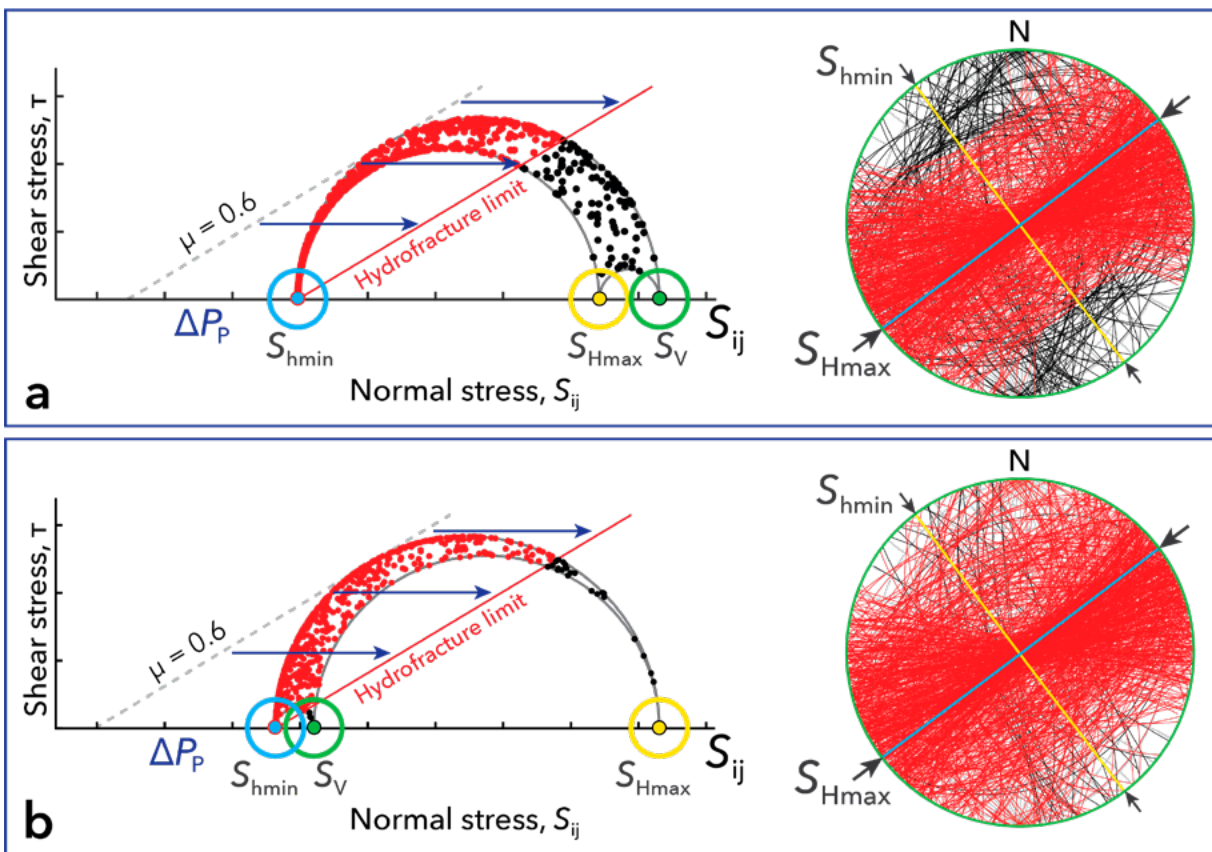 N
S hmin
Shear stress, τ
μ = 0.6
Hydrofracture limit
ΔPP
Shmin
SHmax
SV
Sij
SHmax
a
Normal stress, Sij
N
Shmin
Shear stress, τ
μ = 0.6
Hydrofracture limit
ΔPP
Shmin
SV
SHmax
Sij
SHmax
b
Normal stress, Sij